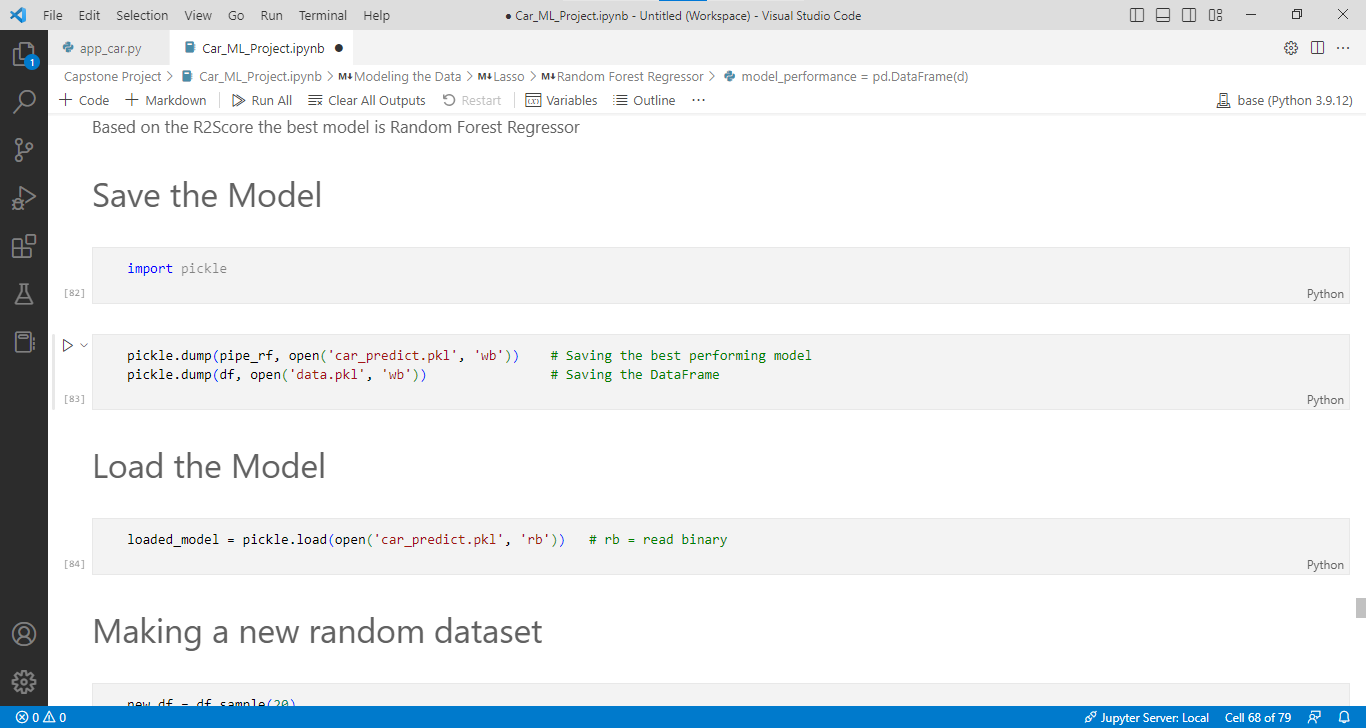 File Edit Selection View Go Run Terminal Help ● Car_ML_Project.ipynb - Untitled (Workspace) - Visual Studio Code
1
app_car.py Car_ML_Project.ipynb ●
Capstone Project > Car_ML_Project.ipynb > M↓Modeling the Data > M↓Lasso > M↓Random Forest Regressor > model_performance = pd.DataFrame(d)
+ Code + Markdown Run All Clear All Outputs Restart Variables Outline ··· base (Python 3.9.12)
Based on the R2Score the best model is Random Forest Regressor
Save the Model
import pickle
[82] Python
pickle.dump(pipe_rf, open('car_predict.pkl', 'wb')) # Saving the best performing model
pickle.dump(df, open('data.pkl', 'wb')) # Saving the DataFrame
[83] Python
Load the Model
loaded_model = pickle.load(open('car_predict.pkl', 'rb')) # rb = read binary
[84] Python
Making a new random dataset
new_df = df.sample(20)
0 0 Jupyter Server: Local Cell 68 of 79